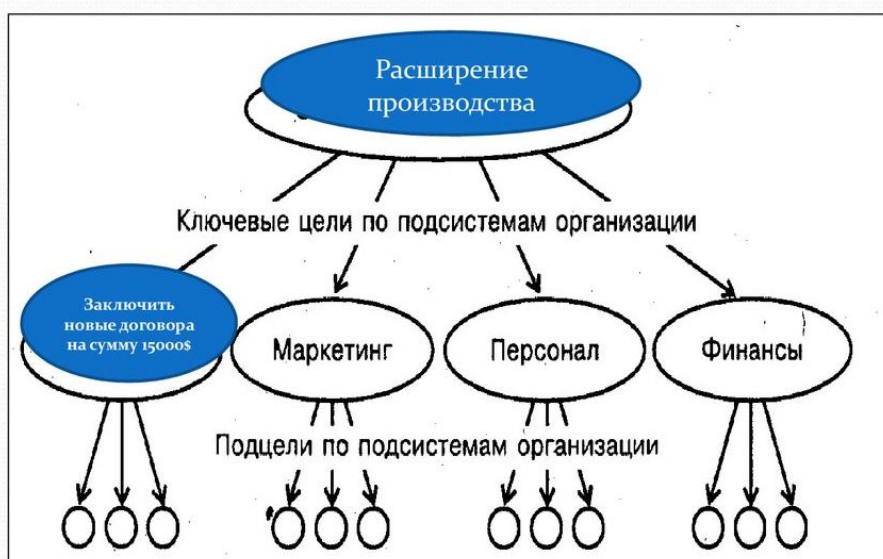 Расширение
производства
Ключевые цели по подсистемам организации
Заключить
новые договора
на сумму 15000$
Маркетинг
Персонал
Финансы
Подцели по подсистемам организации